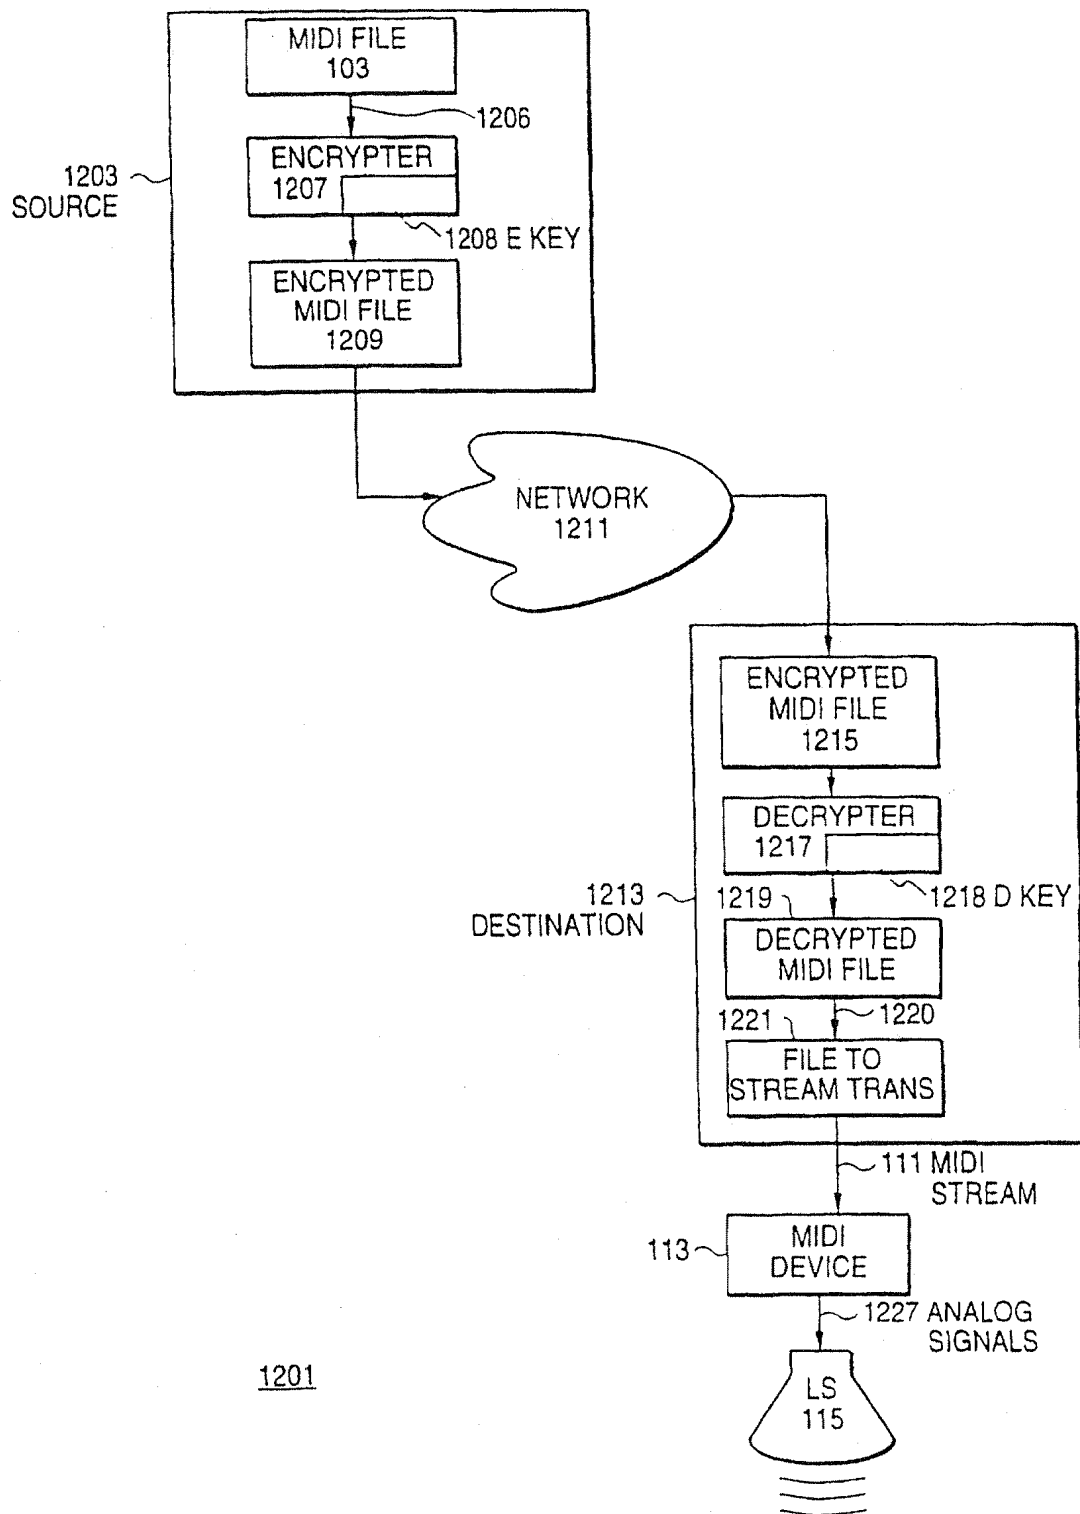 MIDI FILE
103
1206
ENCRYPTER
1207
1203
SOURCE
1208 E KEY
ENCRYPTED
MIDI FILE
1209
NETWORK
1211
ENCRYPTED
MIDI FILE
1215
DECRYPTER
1217
1218 D KEY
1213
DESTINATION
1219
DECRYPTED
MIDI FILE
1220
1221
FILE TO
STREAM TRANS
111 MIDI
STREAM
113
MIDI
DEVICE
1227 ANALOG
SIGNALS
1201
LS
115